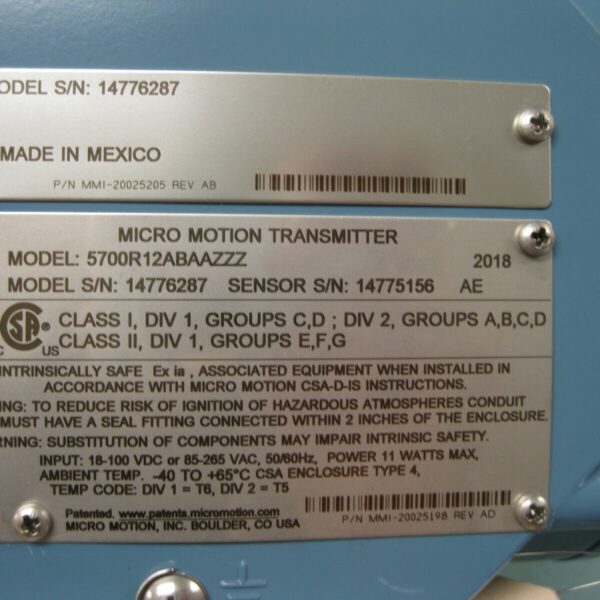 ODEL S/N: 14776287
MADE IN MEXICO
P/N MMI-20025205 REV AB
MICRO MOTION TRANSMITTER
MODEL: 5700R12ABAAZZZ 2018
MODEL S/N: 14776287 SENSOR S/N: 14775156 AE
SA ® CLASS I, DIV 1, GROUPS C,D ; DIV 2, GROUPS A,B,C,D
C US CLASS II, DIV 1, GROUPS E,F,G
INTRINSICALLY SAFE Ex ia , ASSOCIATED EQUIPMENT WHEN INSTALLED IN
ACCORDANCE WITH MICRO MOTION CSA-D-IS INSTRUCTIONS.
NING: TO REDUCE RISK OF IGNITION OF HAZARDOUS ATMOSPHERES CONDUIT
MUST HAVE A SEAL FITTING CONNECTED WITHIN 2 INCHES OF THE ENCLOSURE.
RNING: SUBSTITUTION OF COMPONENTS MAY IMPAIR INTRINSIC SAFETY.
INPUT: 18-100 VDC or 85-265 VAC, 50/60Hz, POWER 11 WATTS MAX,
AMBIENT TEMP. -40 TO +65°C CSA ENCLOSURE TYPE 4,
TEMP CODE: DIV 1 = T6, DIV 2 = T5
Patented. www.patents.micromotion.com
MICRO MOTION, INC. BOULDER, CO USA
P/N MMI-20025198 REV AD